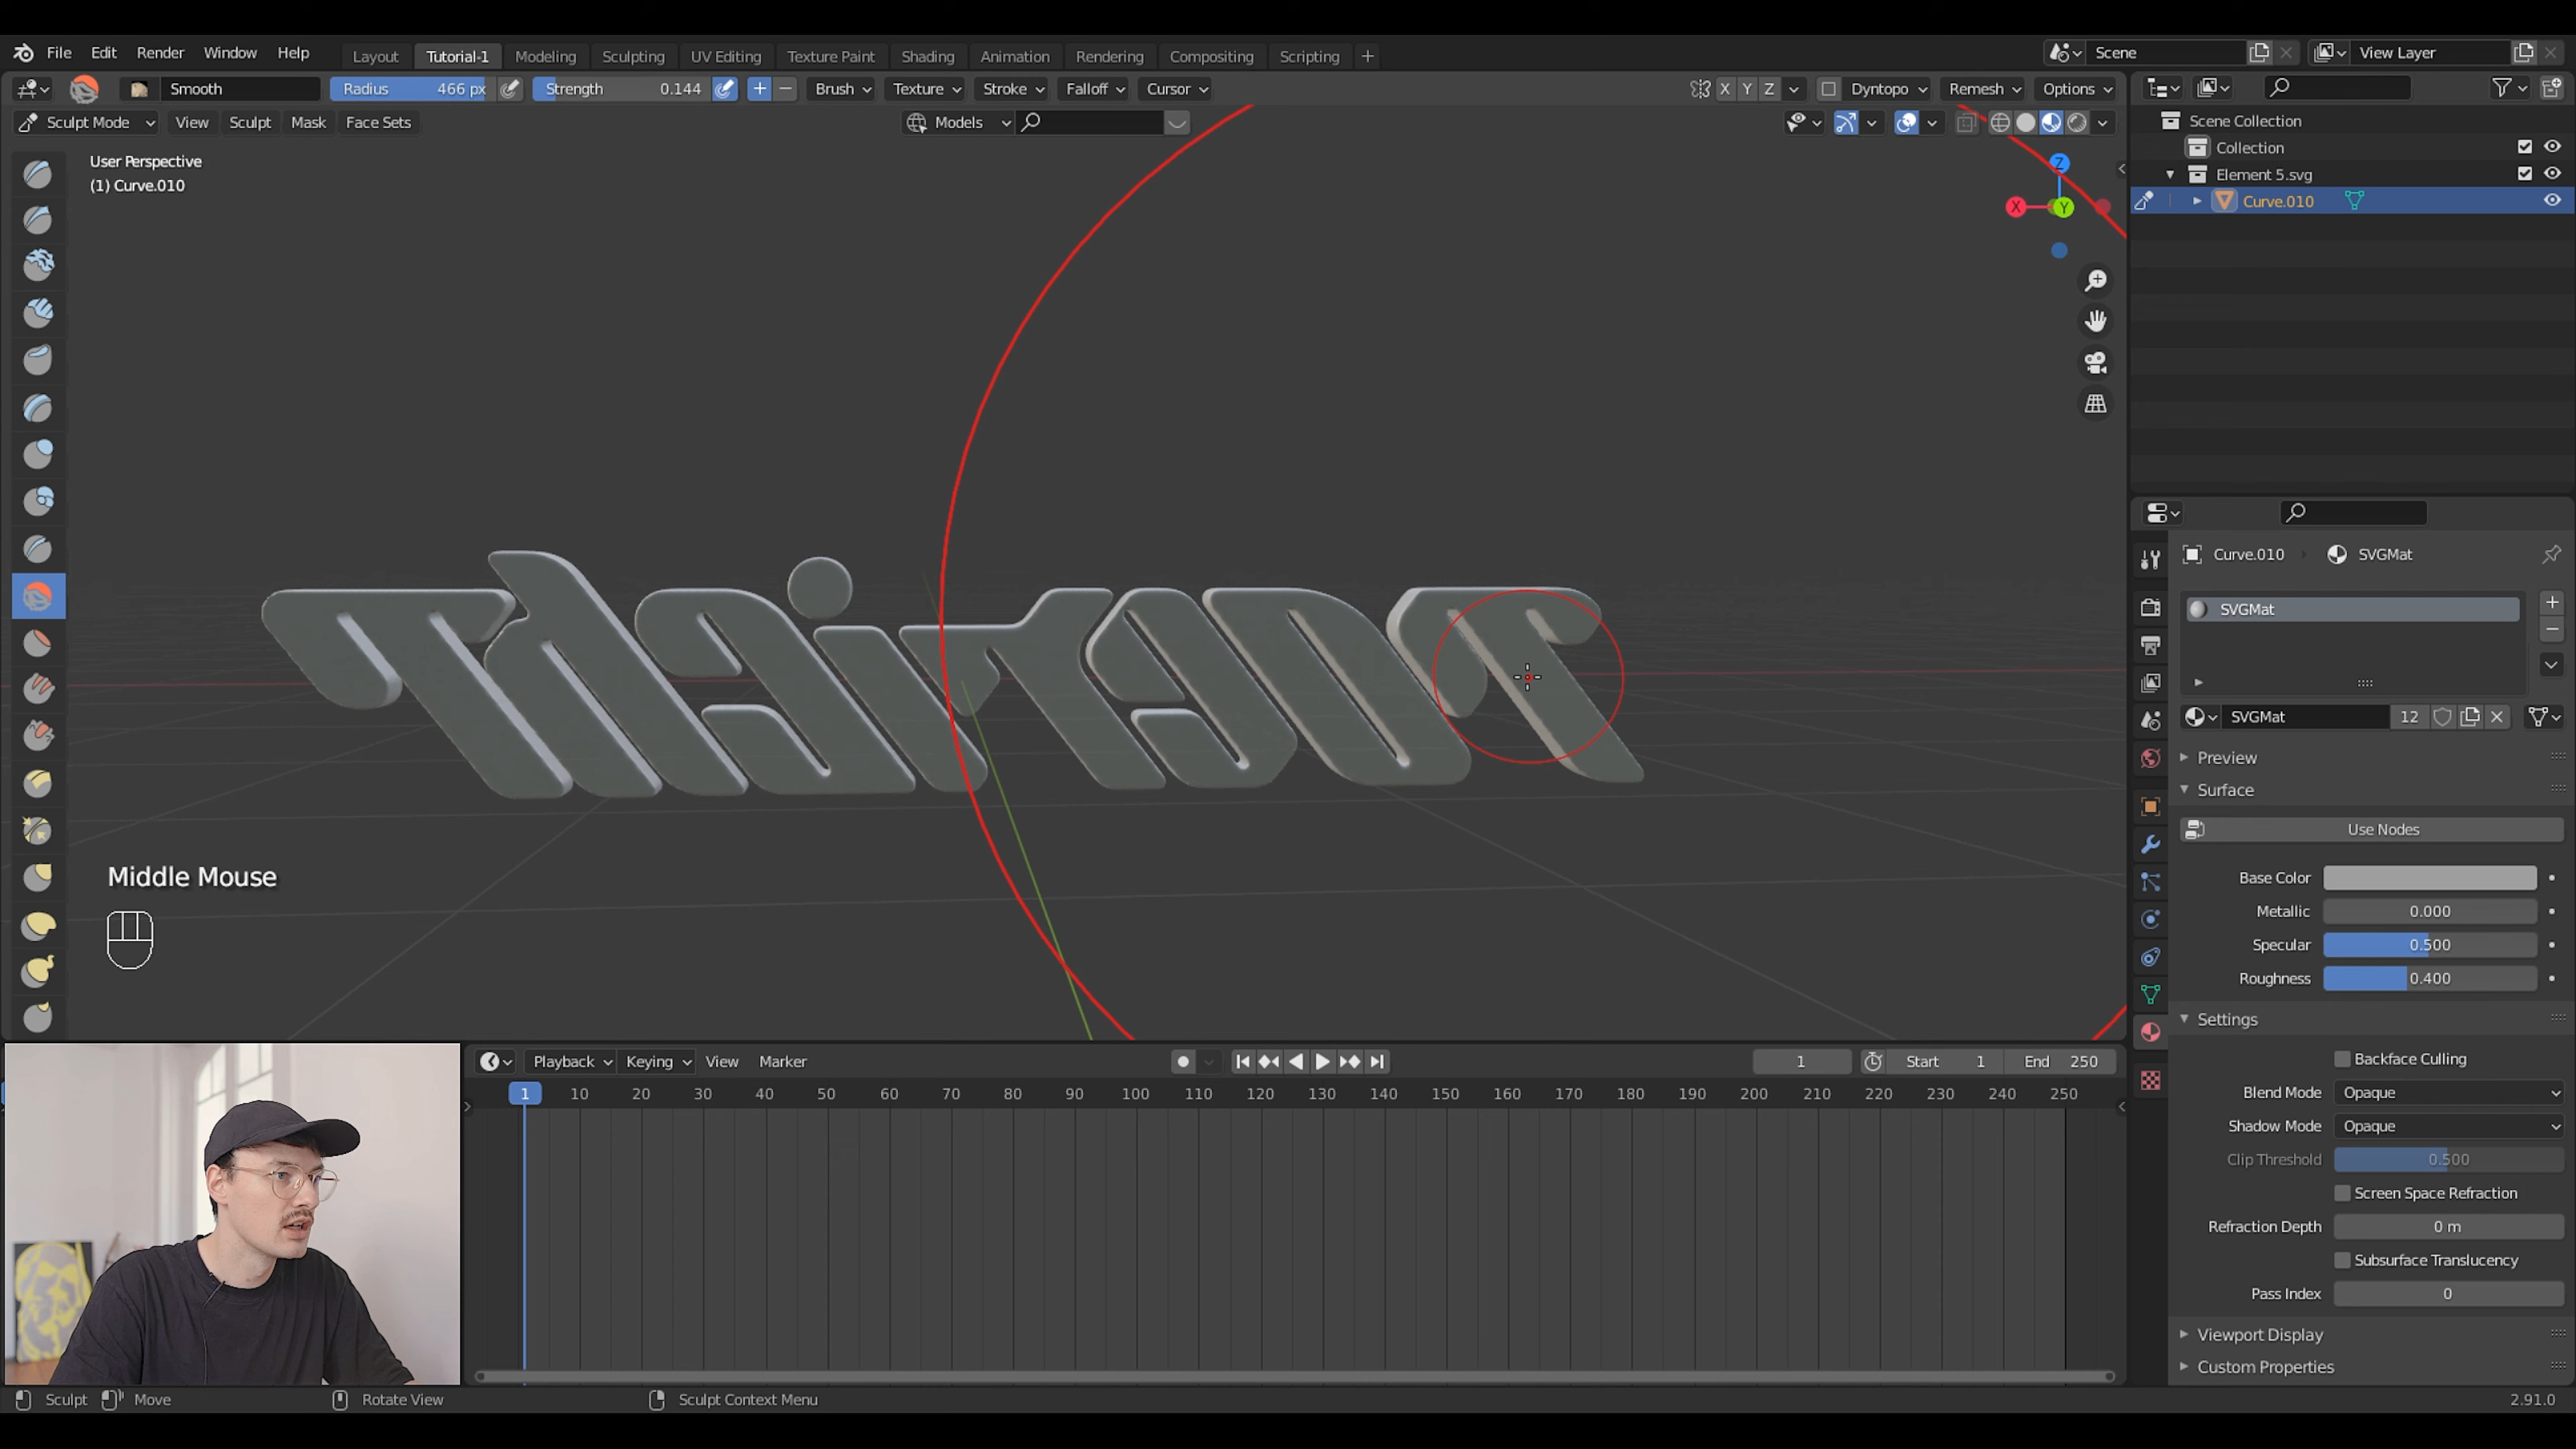 File Edit Render Window Help Layout Tutorial-1 Modeling Sculpting UV Editing Texture Paint Shading Animation Rendering Compositing Scripting + Scene View Layer
Smooth Radius 466 px Strength 0.144 + − Brush Texture Stroke Falloff Cursor X Y Z Dyntopo Remesh Options
Sculpt Mode View Sculpt Mask Face Sets Models
User Perspective
(1) Curve.010
Z
X Y
Middle Mouse
Scene Collection
Collection
Element 5.svg
Curve.010
Curve.010 SVGMat
SVGMat
SVGMat 12
Preview
Surface
Use Nodes
Base Color
Metallic 0.000
Specular 0.500
Roughness 0.400
Settings
Backface Culling
Blend Mode Opaque
Shadow Mode Opaque
Clip Threshold 0.500
Screen Space Refraction
Refraction Depth 0 m
Subsurface Translucency
Pass Index 0
Viewport Display
Custom Properties
Playback Keying View Marker 1 Start 1 End 250
1 10 20 30 40 50 60 70 80 90 100 110 120 130 140 150 160 170 180 190 200 210 220 230 240 250
Sculpt Move Rotate View Sculpt Context Menu 2.91.0